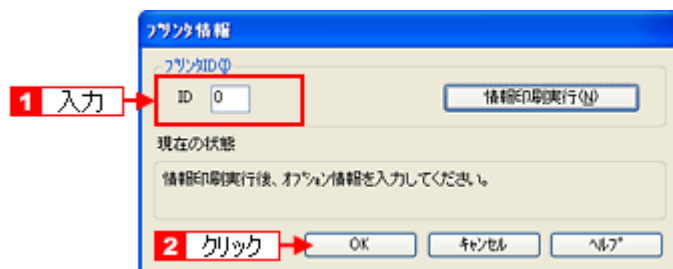 プリンタ情報
プリンタID(I)
1 入力
ID 0
情報印刷実行(N)
現在の状態
情報印刷実行後、オプション情報を入力してください。
2 クリック
OK キャンセル ヘルプ